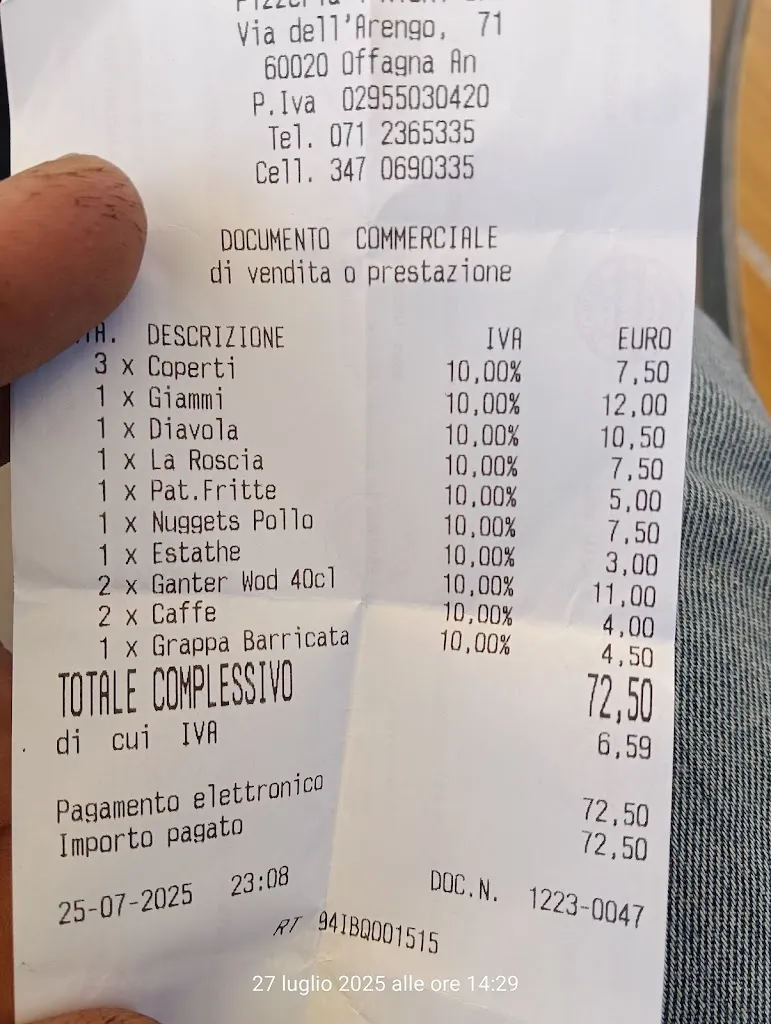 Via dell'Arengo, 71
60020 Offagna An
P.Iva 02955030420
Tel. 071 2365335
Cell. 347 0690335
DOCUMENTO COMMERCIALE
di vendita o prestazione
DESCRIZIONE IVA EURO
3 x Coperti 10,00% 7,50
1 x Giammi 10,00% 12,00
1 x Diavola 10,00% 10,50
1 x La Roscia 10,00% 7,50
1 x Pat.Fritte 10,00% 5,00
1 x Nuggets Pollo 10,00% 7,50
1 x Estathe 10,00% 3,00
2 x Ganter Wod 40cl 10,00% 11,00
2 x Caffe 10,00% 4,00
1 x Grappa Barricata 10,00% 4,50
TOTALE COMPLESSIVO 72,50
di cui IVA 6,59
Pagamento elettronico 72,50
Importo pagato 72,50
25-07-2025 23:08 DOC.N. 1223-0047
RT 94IBQ001515
27 luglio 2025 alle ore 14:29